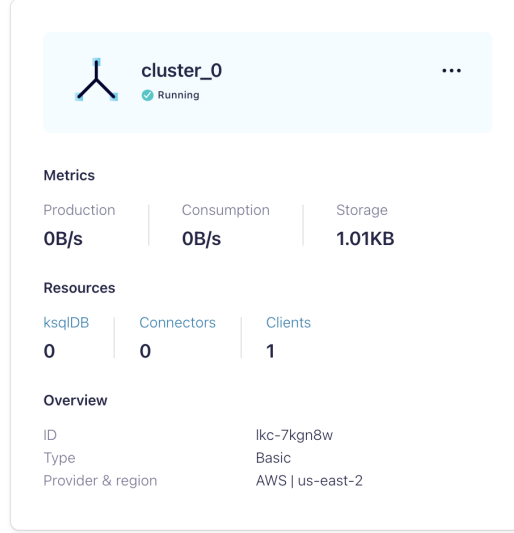 cluster_0
Running
Metrics
Production Consumption Storage
0B/s 0B/s 1.01KB
Resources
ksqlDB Connectors Clients
0 0 1
Overview
ID lkc-7kgn8w
Type Basic
Provider & region AWS | us-east-2